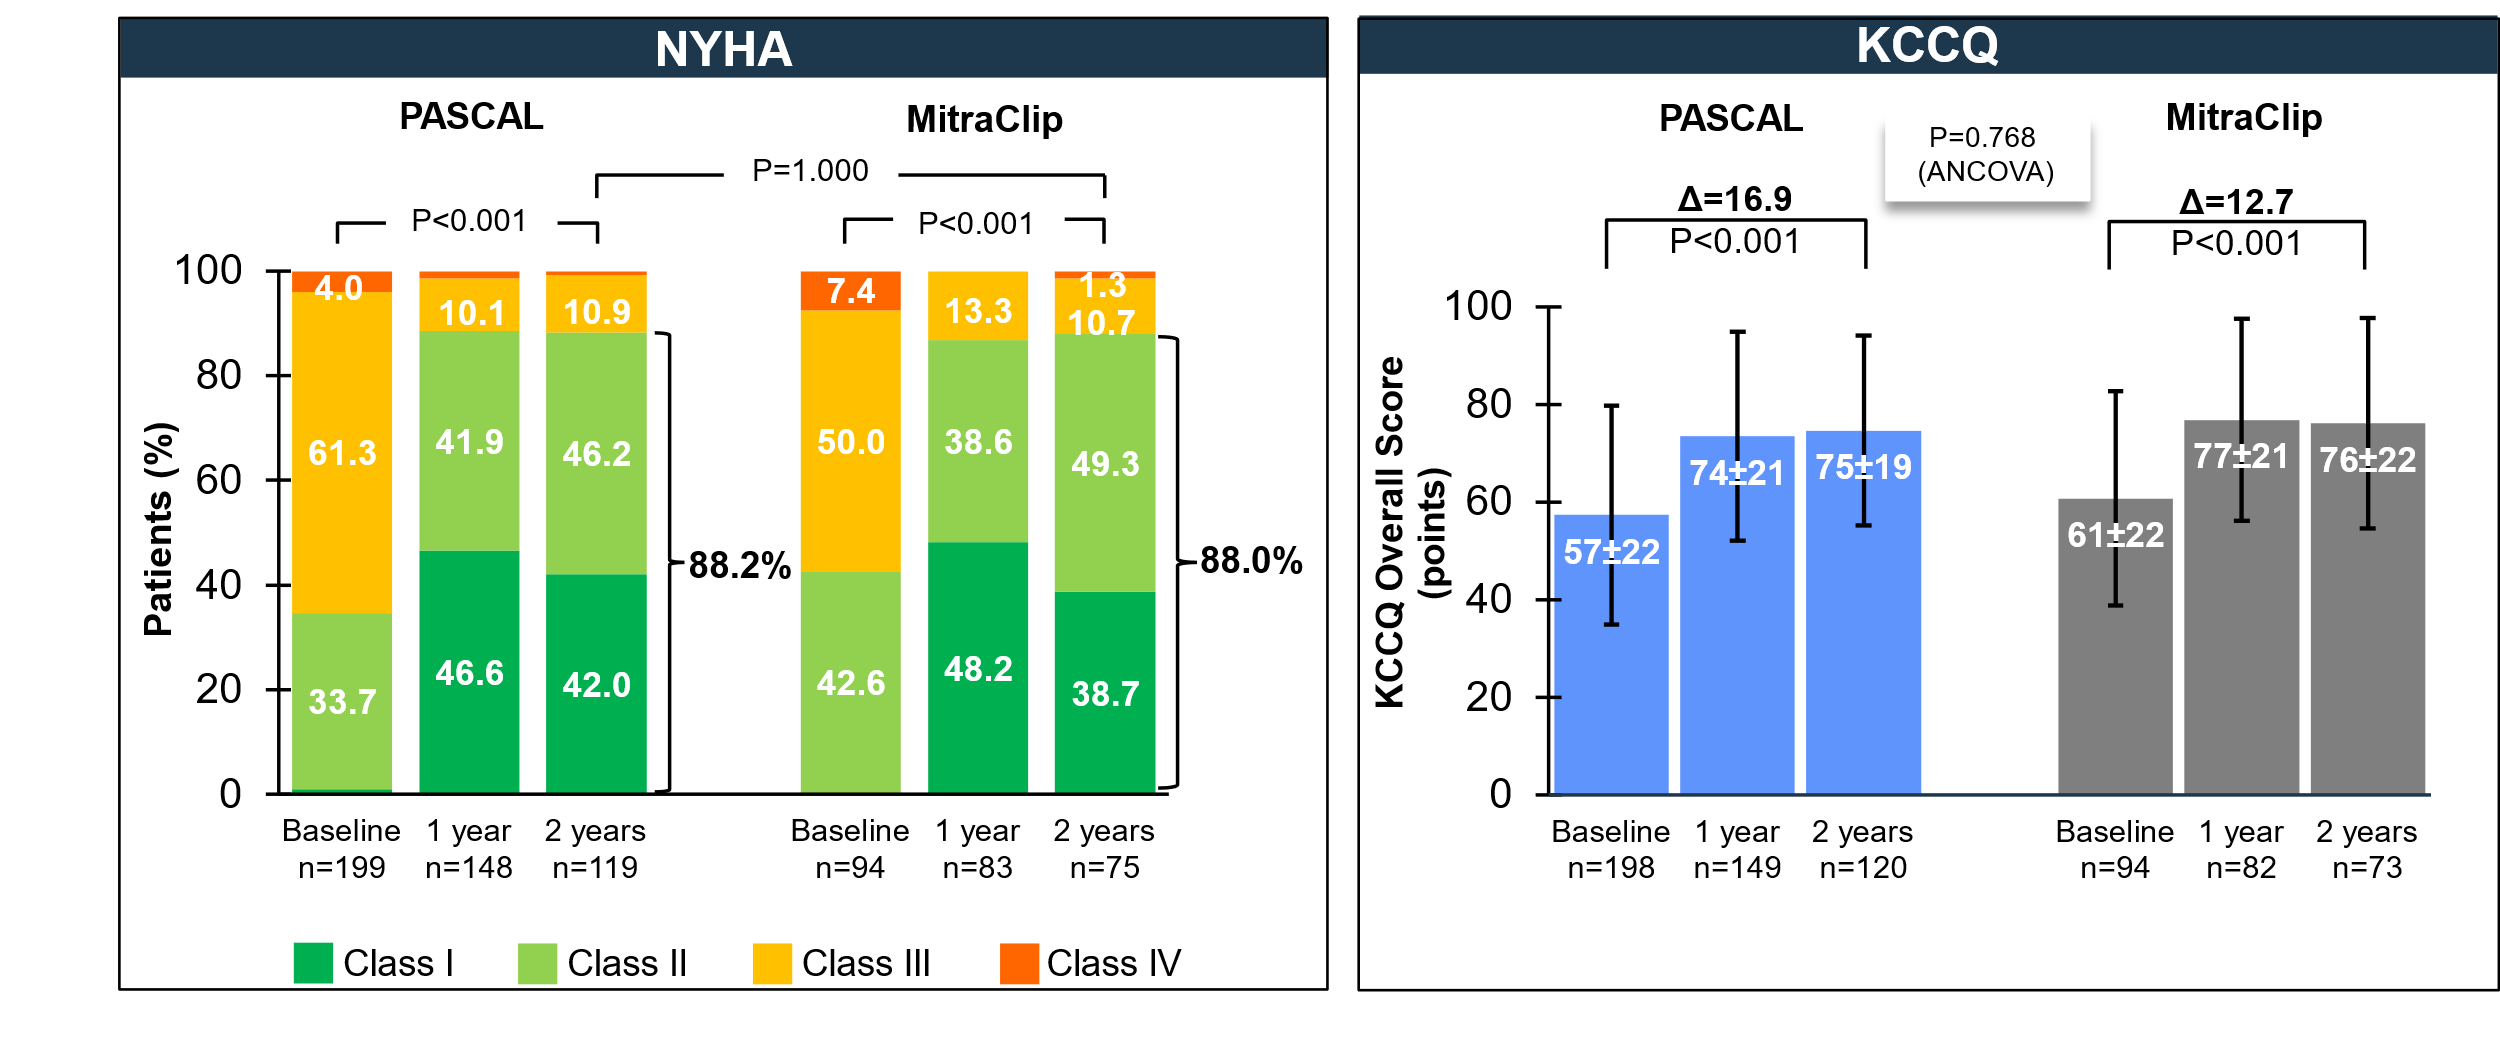 NYHA
PASCAL
MitraClip
P=1.000
P<0.001
P<0.001
Patients (%)
100
80
60
40
20
0
4.0
61.3
33.7
10.1
41.9
46.6
10.9
46.2
42.0
88.2%
7.4
50.0
42.6
13.3
38.6
48.2
1.3
10.7
49.3
38.7
88.0%
Baseline
n=199
1 year
n=148
2 years
n=119
Baseline
n=94
1 year
n=83
2 years
n=75
Class I
Class II
Class III
Class IV
KCCQ
PASCAL
P=0.768
(ANCOVA)
MitraClip
Δ=16.9
P<0.001
Δ=12.7
P<0.001
KCCQ Overall Score
(points)
100
80
60
40
20
0
57±22
74±21
75±19
61±22
77±21
76±22
Baseline
n=198
1 year
n=149
2 years
n=120
Baseline
n=94
1 year
n=82
2 years
n=73